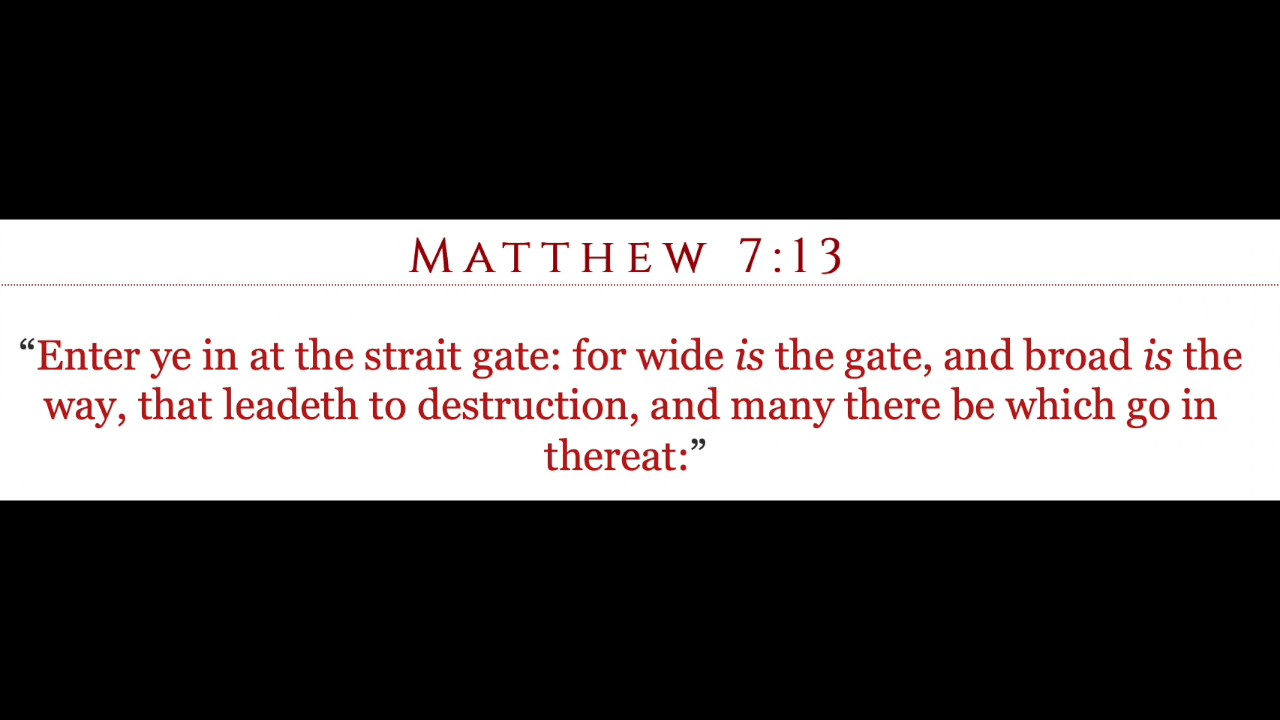 Matthew 7:13
“Enter ye in at the strait gate: for wide is the gate, and broad is the
way, that leadeth to destruction, and many there be which go in
thereat:”